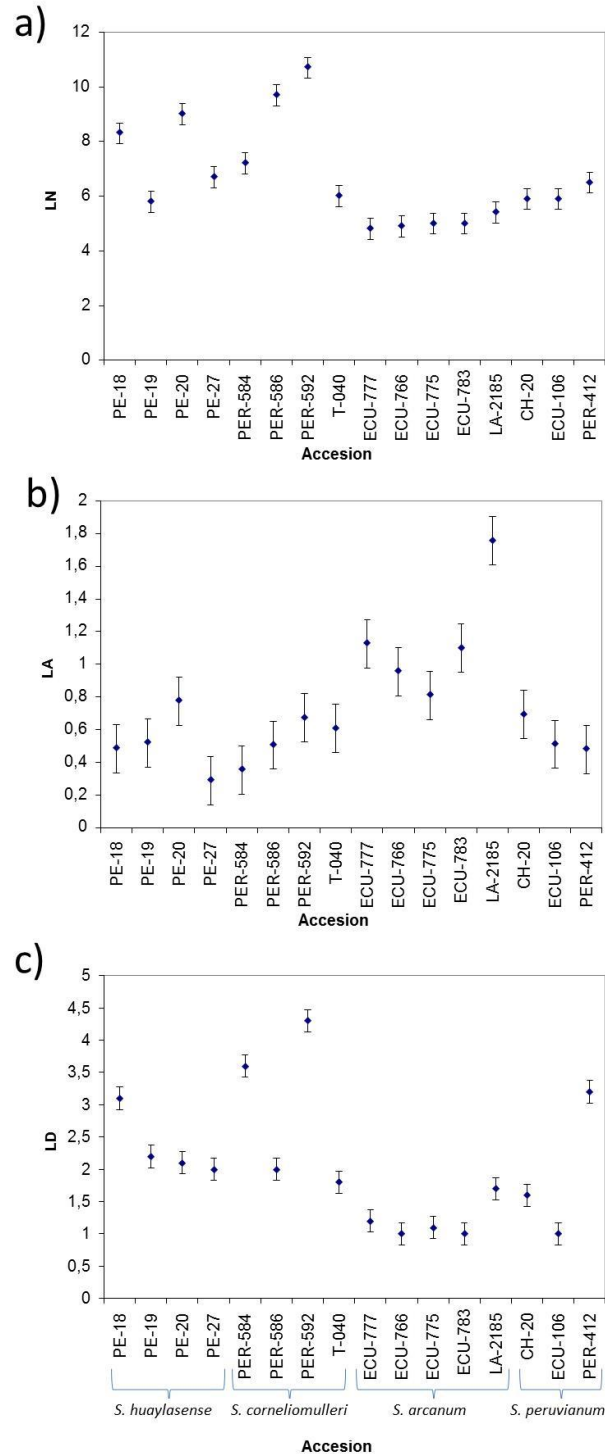 a)
12
10
8
6
4
2
0
LN
PE-18
PE-19
PE-20
PE-27
PER-584
PER-586
PER-592
T-040
ECU-777
ECU-766
ECU-775
ECU-783
LA-2185
CH-20
ECU-106
PER-412
Accesion
b)
2
1,8
1,6
1,4
1,2
1
0,8
0,6
0,4
0,2
0
LA
PE-18
PE-19
PE-20
PE-27
PER-584
PER-586
PER-592
T-040
ECU-777
ECU-766
ECU-775
ECU-783
LA-2185
CH-20
ECU-106
PER-412
Accesion
c)
5
4,5
4
3,5
3
2,5
2
1,5
1
0,5
0
LD
PE-18
PE-19
PE-20
PE-27
PER-584
PER-586
PER-592
T-040
ECU-777
ECU-766
ECU-775
ECU-783
LA-2185
CH-20
ECU-106
PER-412
S. huaylasense
S. corneliomulleri
S. arcanum
S. peruvianum
Accesion